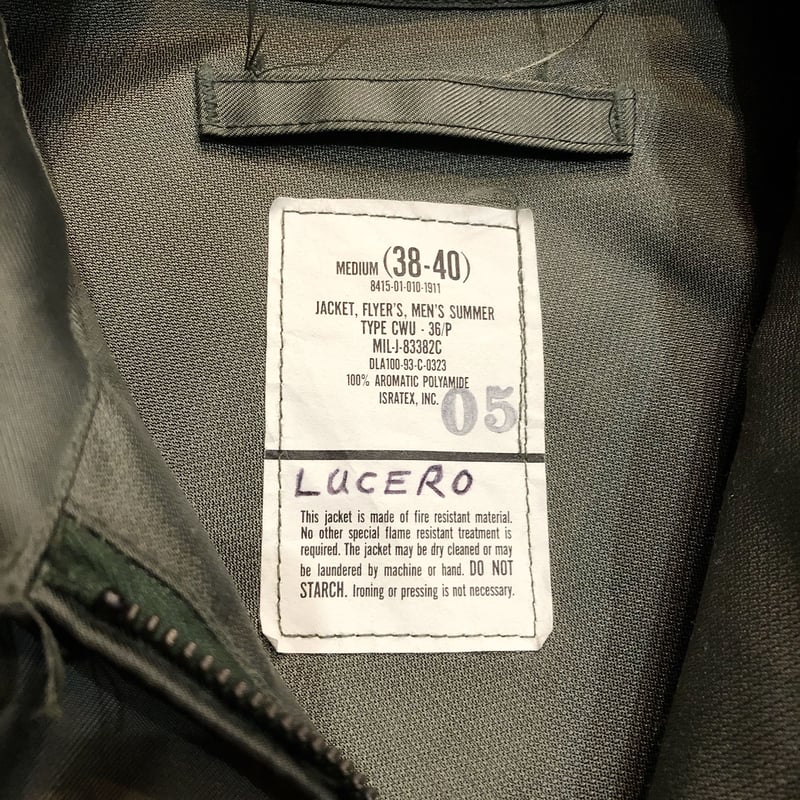 MEDIUM (38-40)
8415-01-010-1911
JACKET, FLYER'S, MEN'S SUMMER
TYPE CWU - 36/P
MIL-J-83382C
DLA100-93-C-0323
100% AROMATIC POLYAMIDE
ISRATEX, INC. 05
LUCERO
This jacket is made of fire resistant material.
No other special flame resistant treatment is
required. The jacket may be dry cleaned or may
be laundered by machine or hand. DO NOT
STARCH. Ironing or pressing is not necessary.